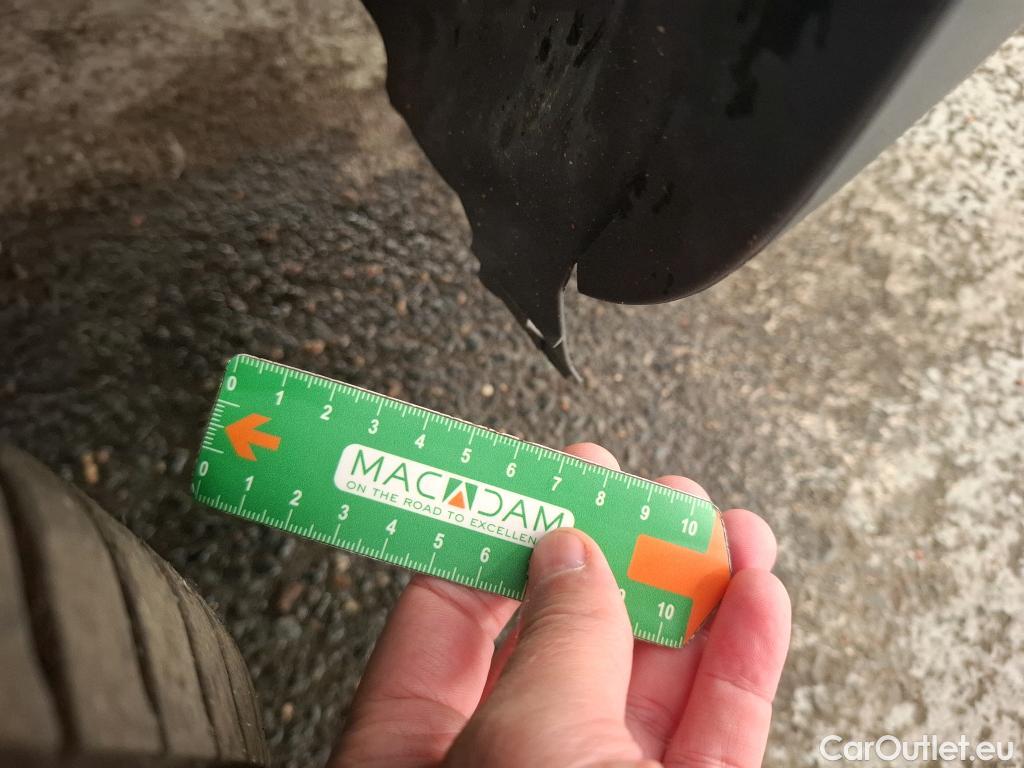 0 1 2 3 4 5 6 7 8 9 10
MACADAM
ON THE ROAD TO
0 1 2 3 4 5 6 10
CarOutlet.eu